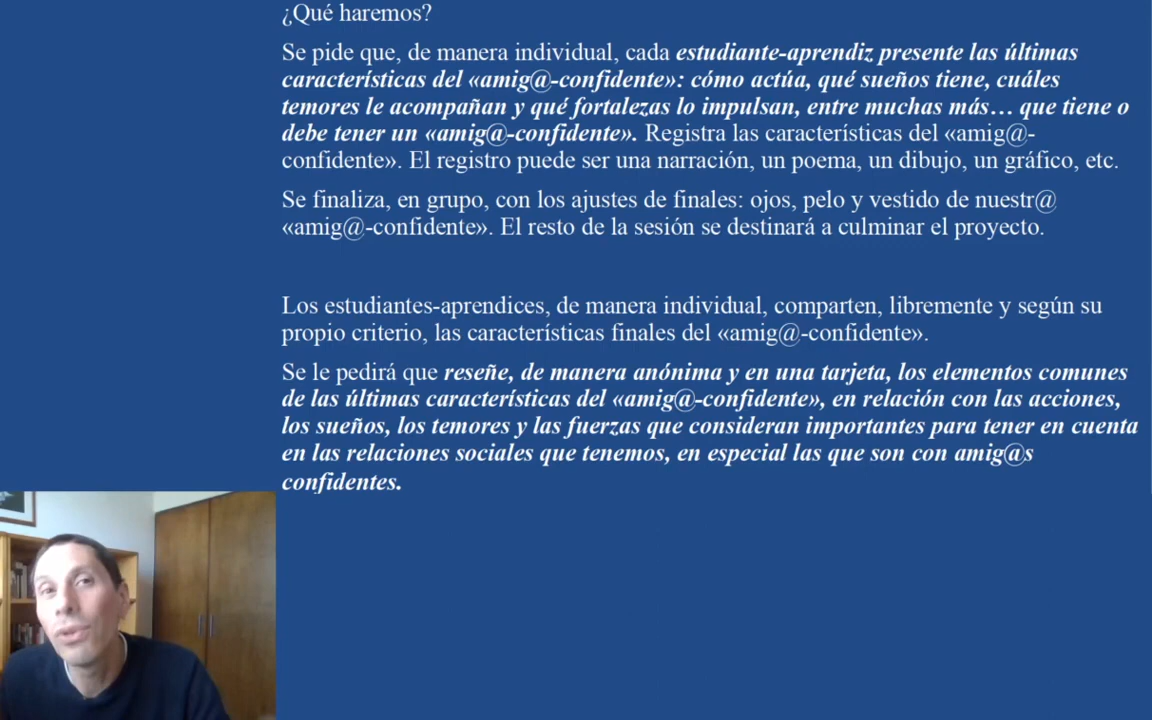 ¿Qué haremos?
Se pide que, de manera individual, cada estudiante-aprendiz presente las últimas
características del «amig@-confidente»: cómo actúa, qué sueños tiene, cuáles
temores le acompañan y qué fortalezas lo impulsan, entre muchas más… que tiene o
debe tener un «amig@-confidente». Registra las características del «amig@-
confidente». El registro puede ser una narración, un poema, un dibujo, un gráfico, etc.
Se finaliza, en grupo, con los ajustes de finales: ojos, pelo y vestido de nuestr@
«amig@-confidente». El resto de la sesión se destinará a culminar el proyecto.
Los estudiantes-aprendices, de manera individual, comparten, libremente y según su
propio criterio, las características finales del «amig@-confidente».
Se le pedirá que reseñe, de manera anónima y en una tarjeta, los elementos comunes
de las últimas características del «amig@-confidente», en relación con las acciones,
los sueños, los temores y las fuerzas que consideran importantes para tener en cuenta
en las relaciones sociales que tenemos, en especial las que son con amig@s
confidentes.